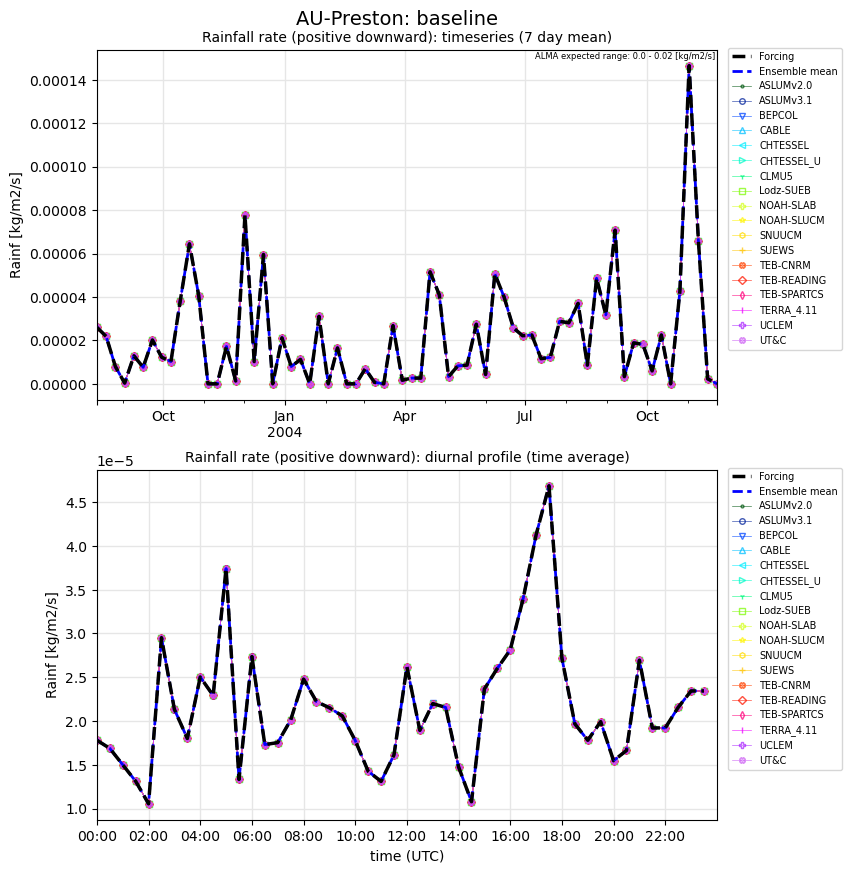 AU-Preston: baseline
Rainfall rate (positive downward): timeseries (7 day mean)
ALMA expected range: 0.0 - 0.02 [kg/m2/s]
Rainf [kg/m2/s]
0.00014
0.00012
0.00010
0.00008
0.00006
0.00004
0.00002
0.00000
Oct
Jan
2004
Apr
Jul
Oct
Forcing
Ensemble mean
ASLUMv2.0
ASLUMv3.1
BEPCOL
CABLE
CHTESSEL
CHTESSEL_U
CLMU5
Lodz-SUEB
NOAH-SLAB
NOAH-SLUCM
SNUUCM
SUEWS
TEB-CNRM
TEB-READING
TEB-SPARTCS
TERRA_4.11
UCLEM
UT&C
1e−5
Rainfall rate (positive downward): diurnal profile (time average)
Rainf [kg/m2/s]
4.5
4.0
3.5
3.0
2.5
2.0
1.5
1.0
00:00
02:00
04:00
06:00
08:00
10:00
12:00
14:00
16:00
18:00
20:00
22:00
time (UTC)
Forcing
Ensemble mean
ASLUMv2.0
ASLUMv3.1
BEPCOL
CABLE
CHTESSEL
CHTESSEL_U
CLMU5
Lodz-SUEB
NOAH-SLAB
NOAH-SLUCM
SNUUCM
SUEWS
TEB-CNRM
TEB-READING
TEB-SPARTCS
TERRA_4.11
UCLEM
UT&C